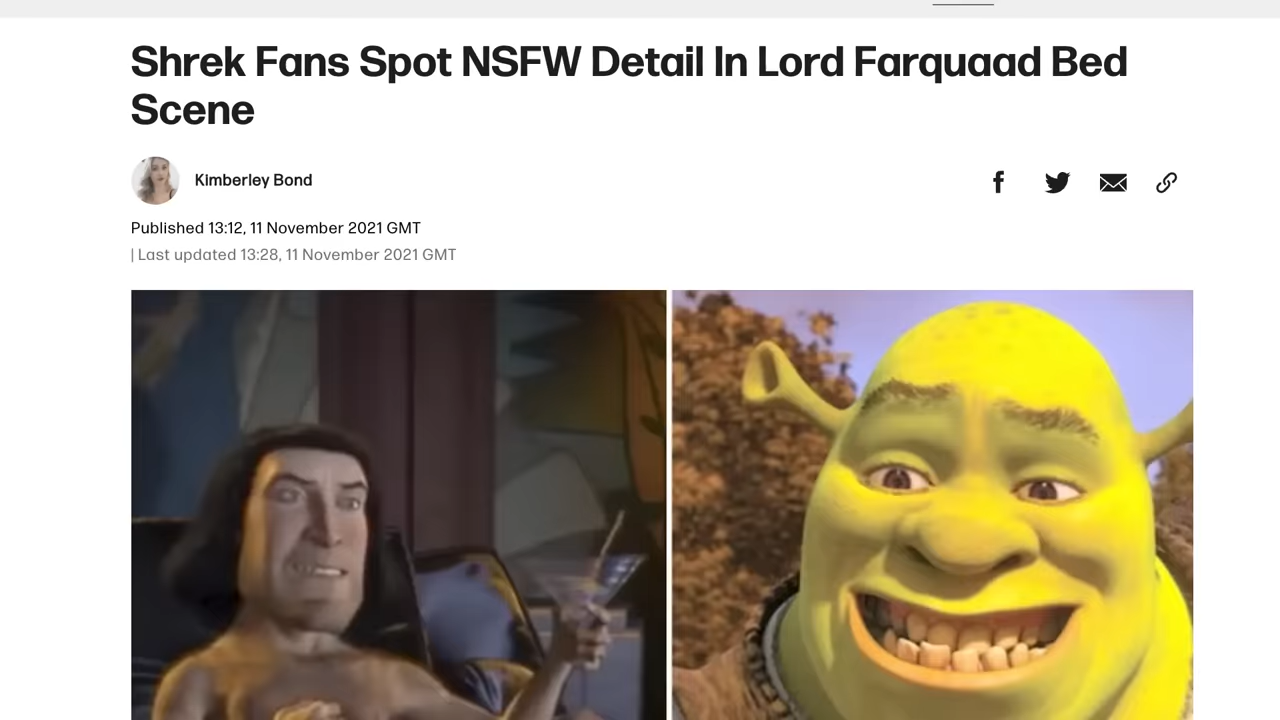 Shrek Fans Spot NSFW Detail In Lord Farquaad Bed
Scene
Kimberley Bond
Published 13:12, 11 November 2021 GMT
| Last updated 13:28, 11 November 2021 GMT